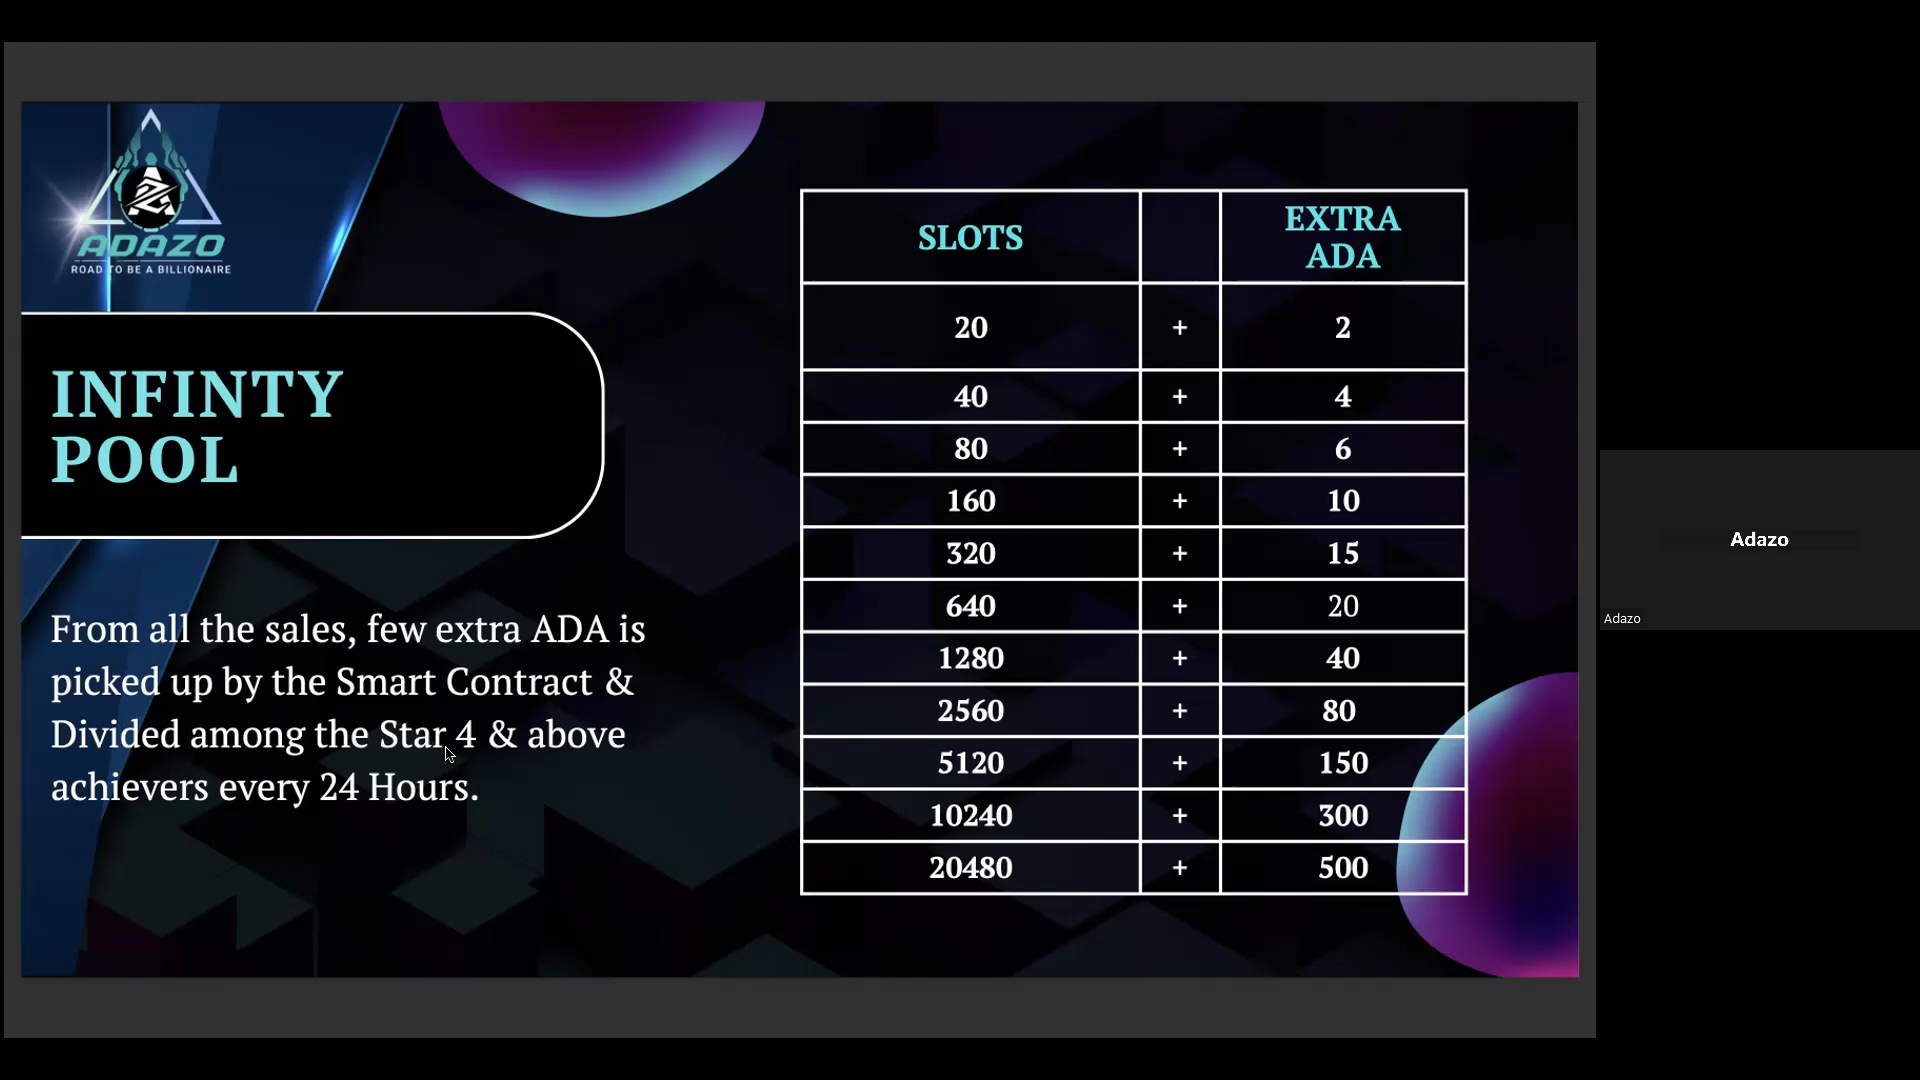 ADAZO
ROAD TO BE A BILLIONAIRE
INFINTY
POOL
From all the sales, few extra ADA is
picked up by the Smart Contract &
Divided among the Star 4 & above
achievers every 24 Hours.
SLOTS EXTRA ADA
20 + 2
40 + 4
80 + 6
160 + 10
320 + 15
640 + 20
1280 + 40
2560 + 80
5120 + 150
10240 + 300
20480 + 500
Adazo
Adazo